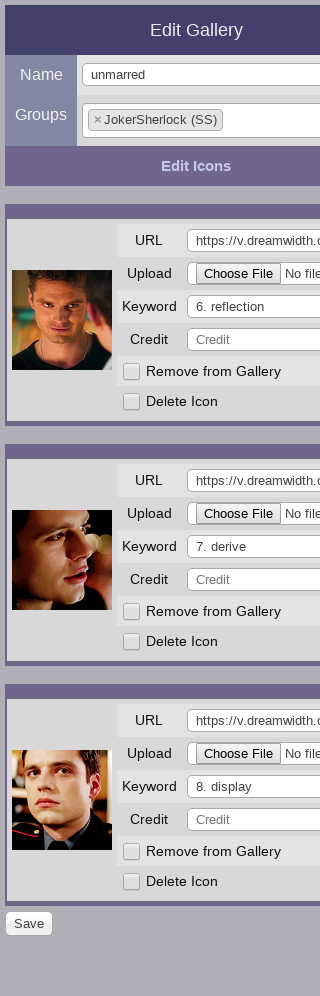 Edit Gallery
Name unmarred
Groups ×JokerSherlock (SS)
Edit Icons
URL https://v.dreamwidth.
Upload Choose File No file
Keyword 6. reflection
Credit Credit
Remove from Gallery
Delete Icon
URL https://v.dreamwidth.
Upload Choose File No file
Keyword 7. derive
Credit Credit
Remove from Gallery
Delete Icon
URL https://v.dreamwidth.
Upload Choose File No file
Keyword 8. display
Credit Credit
Remove from Gallery
Delete Icon
Save